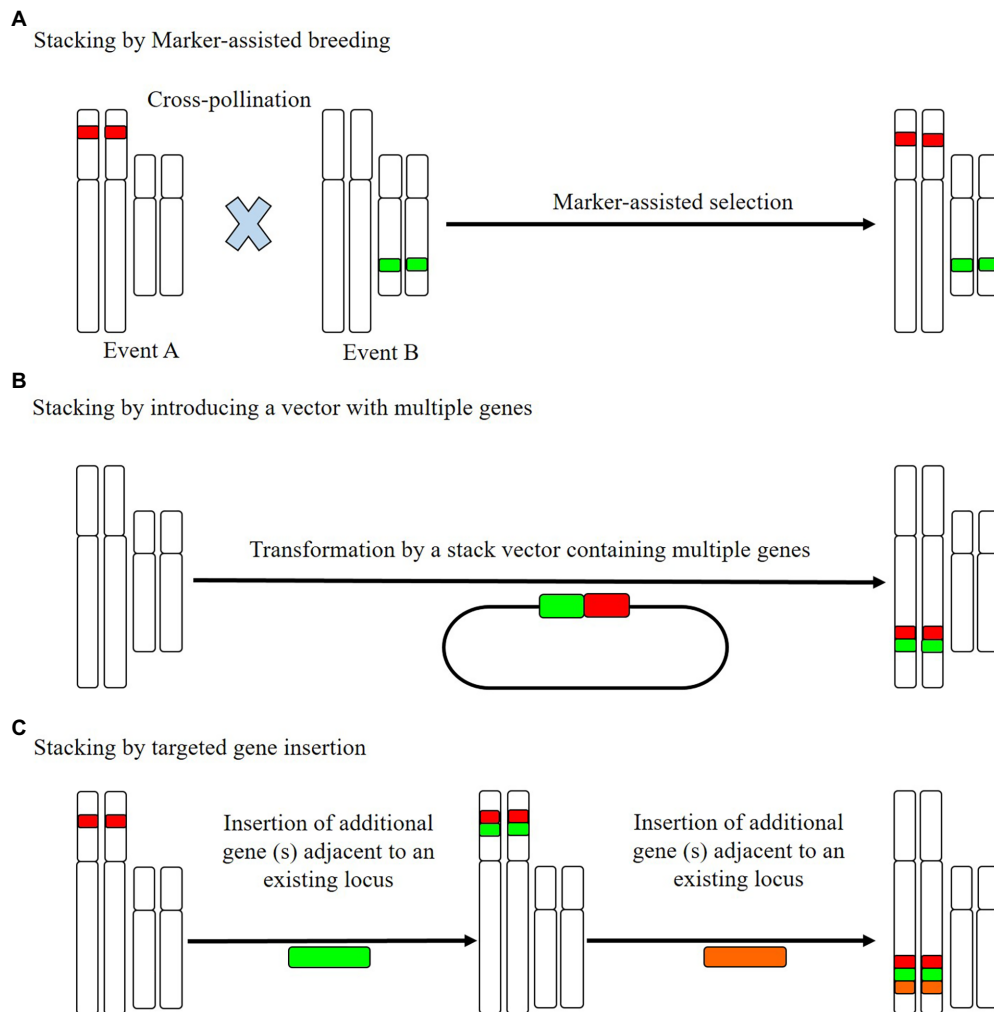 A
Stacking by Marker-assisted breeding
Cross-pollination
Marker-assisted selection
Event A
Event B
B
Stacking by introducing a vector with multiple genes
Transformation by a stack vector containing multiple genes
C
Stacking by targeted gene insertion
Insertion of additional
gene (s) adjacent to an
existing locus
Insertion of additional
gene (s) adjacent to an
existing locus